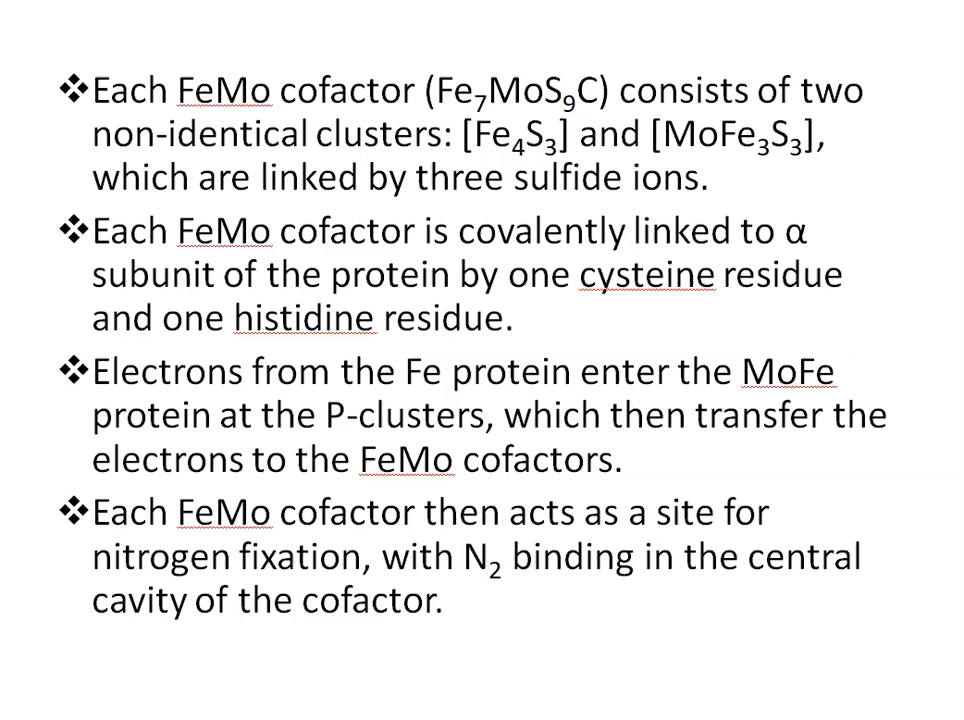 ❖Each FeMo cofactor (Fe₇MoS₉C) consists of two
non-identical clusters: [Fe₄S₃] and [MoFe₃S₃],
which are linked by three sulfide ions.
❖Each FeMo cofactor is covalently linked to α
subunit of the protein by one cysteine residue
and one histidine residue.
❖Electrons from the Fe protein enter the MoFe
protein at the P-clusters, which then transfer the
electrons to the FeMo cofactors.
❖Each FeMo cofactor then acts as a site for
nitrogen fixation, with N₂ binding in the central
cavity of the cofactor.